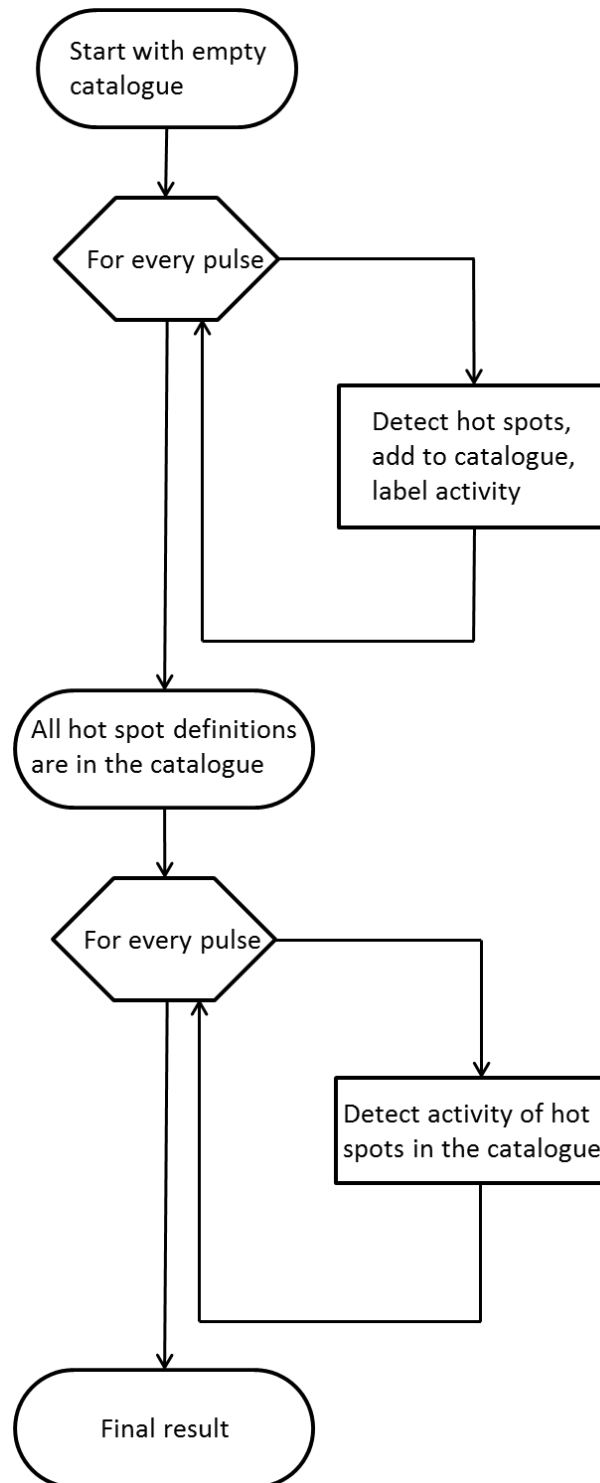 Start with empty
catalogue
For every pulse
Detect hot spots,
add to catalogue,
label activity
All hot spot definitions
are in the catalogue
For every pulse
Detect activity of hot
spots in the catalogue
Final result